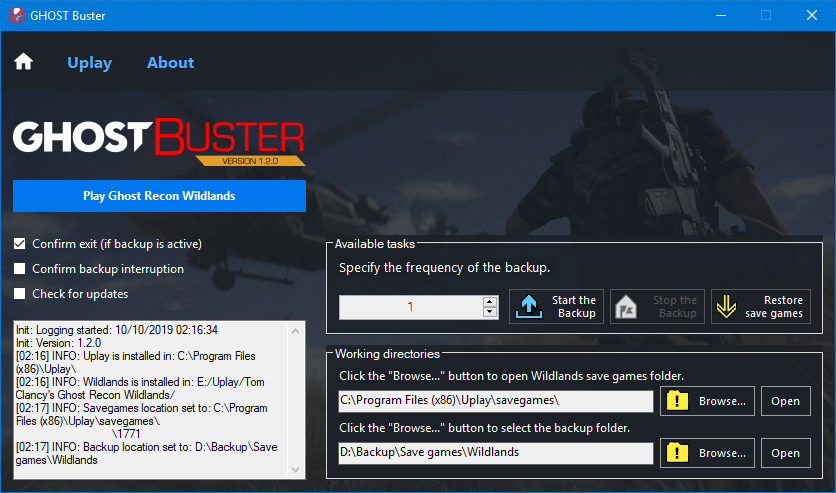 GHOST Buster
Uplay
About
GHOSTBUSTER
VERSION 1.2.0
Play Ghost Recon Wildlands
Confirm exit (if backup is active)
Confirm backup interruption
Check for updates
Init: Logging started: 10/10/2019 02:16:34
Init: Version: 1.2.0
[02:16] INFO: Uplay is installed in: C:\Program Files
(x86)\Uplay\
[02:16] INFO: Wildlands is installed in: E:/Uplay/Tom
Clancy's Ghost Recon Wildlands/
[02:17] INFO: Savegames location set to: C:\Program
Files (x86)\Uplay\savegames\
\1771
[02:17] INFO: Backup location set to: D:\Backup\Save
games\Wildlands
Available tasks
Specify the frequency of the backup.
1
Start the
Backup
Stop the
Backup
Restore
save games
Working directories
Click the "Browse..." button to open Wildlands save games folder.
C:\Program Files (x86)\Uplay\savegames\
Browse...
Open
Click the "Browse..." button to select the backup folder.
D:\Backup\Save games\Wildlands
Browse...
Open